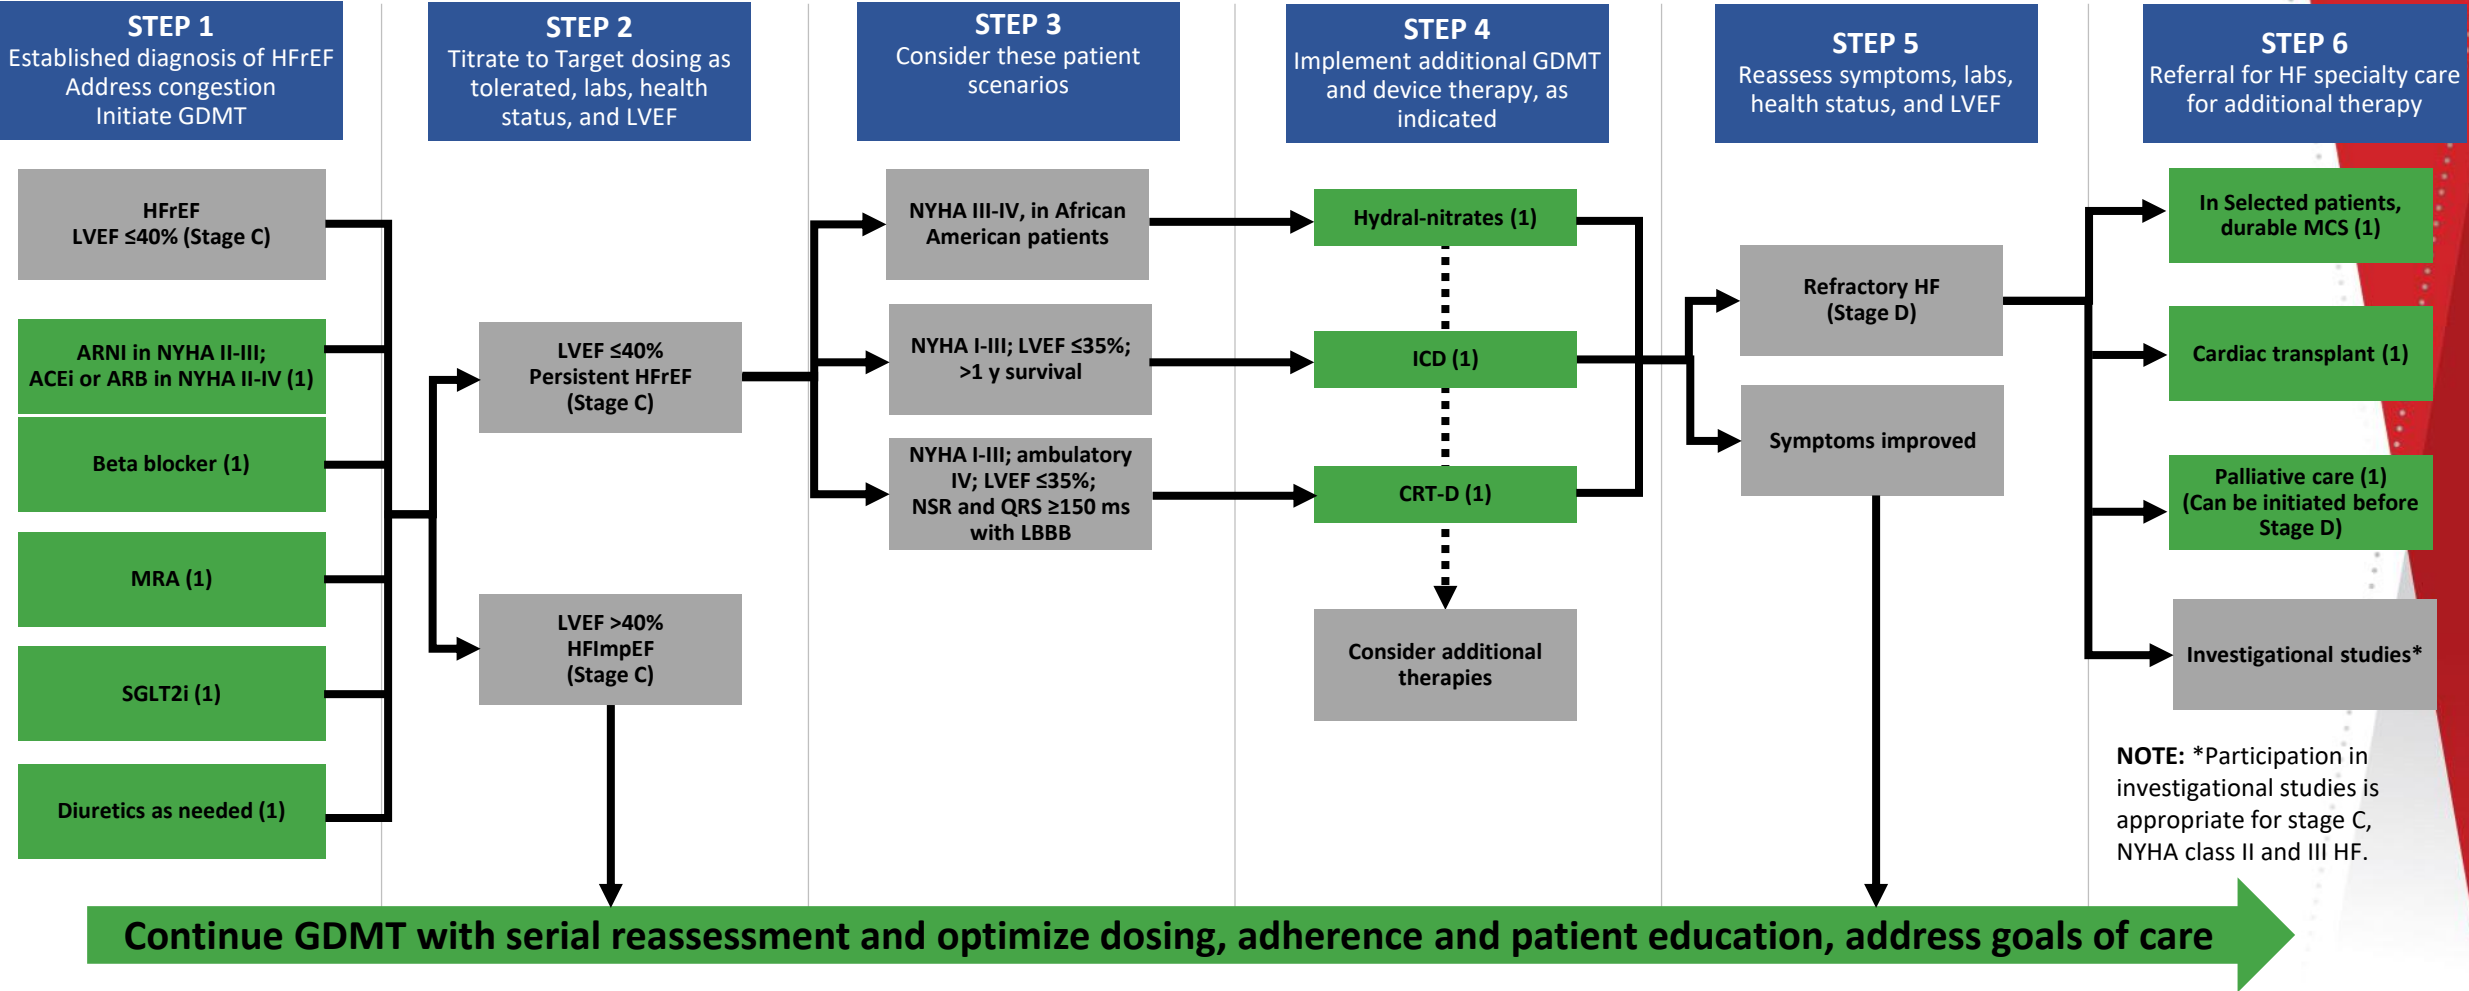 STEP 1
Established diagnosis of HFrEF
Address congestion
Initiate GDMT
STEP 2
Titrate to Target dosing as
tolerated, labs, health
status, and LVEF
STEP 3
Consider these patient
scenarios
STEP 4
Implement additional GDMT
and device therapy, as
indicated
STEP 5
Reassess symptoms, labs,
health status, and LVEF
STEP 6
Referral for HF specialty care
for additional therapy
HFrEF
LVEF ≤40% (Stage C)
ARNI in NYHA II-III;
ACEi or ARB in NYHA II-IV (1)
Beta blocker (1)
MRA (1)
SGLT2i (1)
Diuretics as needed (1)
LVEF ≤40%
Persistent HFrEF
(Stage C)
LVEF >40%
HFImpEF
(Stage C)
NYHA III-IV, in African
American patients
NYHA I-III; LVEF ≤35%;
>1 y survival
NYHA I-III; ambulatory
IV; LVEF ≤35%;
NSR and QRS ≥150 ms
with LBBB
Hydral-nitrates (1)
ICD (1)
CRT-D (1)
Consider additional
therapies
Refractory HF
(Stage D)
Symptoms improved
In Selected patients,
durable MCS (1)
Cardiac transplant (1)
Palliative care (1)
(Can be initiated before
Stage D)
Investigational studies*
NOTE: *Participation in
investigational studies is
appropriate for stage C,
NYHA class II and III HF.
Continue GDMT with serial reassessment and optimize dosing, adherence and patient education, address goals of care